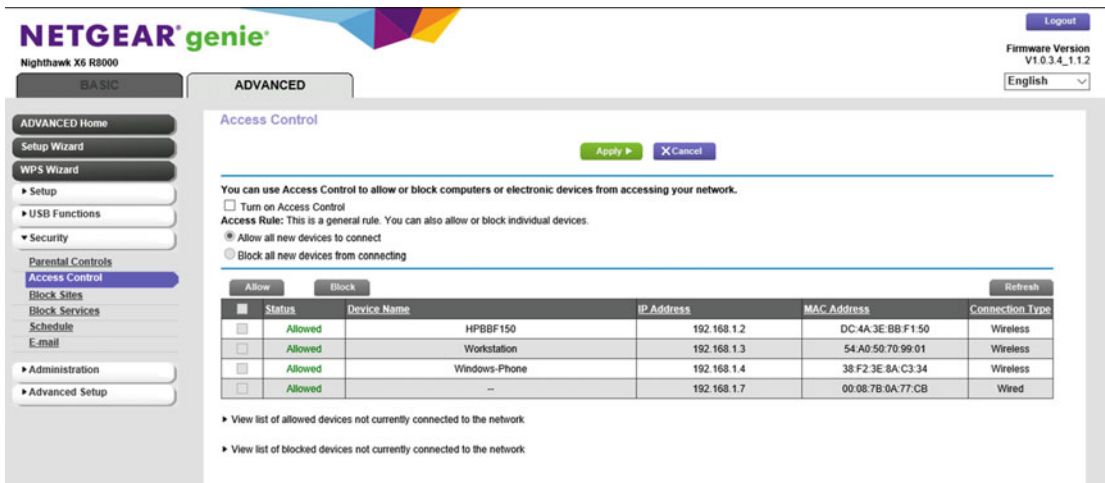 NETGEAR® genie®
Logout
Nighthawk X6 R8000
Firmware Version
V1.0.3.4_1.1.2
BASIC
ADVANCED
English
ADVANCED Home
Setup Wizard
WPS Wizard
▶ Setup
▶ USB Functions
▼ Security
Parental Controls
Access Control
Block Sites
Block Services
Schedule
E-mail
▶ Administration
▶ Advanced Setup
Access Control
Apply ▶ X Cancel
You can use Access Control to allow or block computers or electronic devices from accessing your network.
Turn on Access Control
Access Rule: This is a general rule. You can also allow or block individual devices.
Allow all new devices to connect
Block all new devices from connecting
Allow Block Refresh
Status Device Name IP Address MAC Address Connection Type
Allowed HPBBF150 192.168.1.2 DC:4A:3E:BB:F1:50 Wireless
Allowed Workstation 192.168.1.3 54:A0:50:70:99:01 Wireless
Allowed Windows-Phone 192.168.1.4 38:F2:3E:8A:C3:34 Wireless
Allowed -- 192.168.1.7 00:08:7B:0A:77:CB Wired
▶ View list of allowed devices not currently connected to the network
▶ View list of blocked devices not currently connected to the network